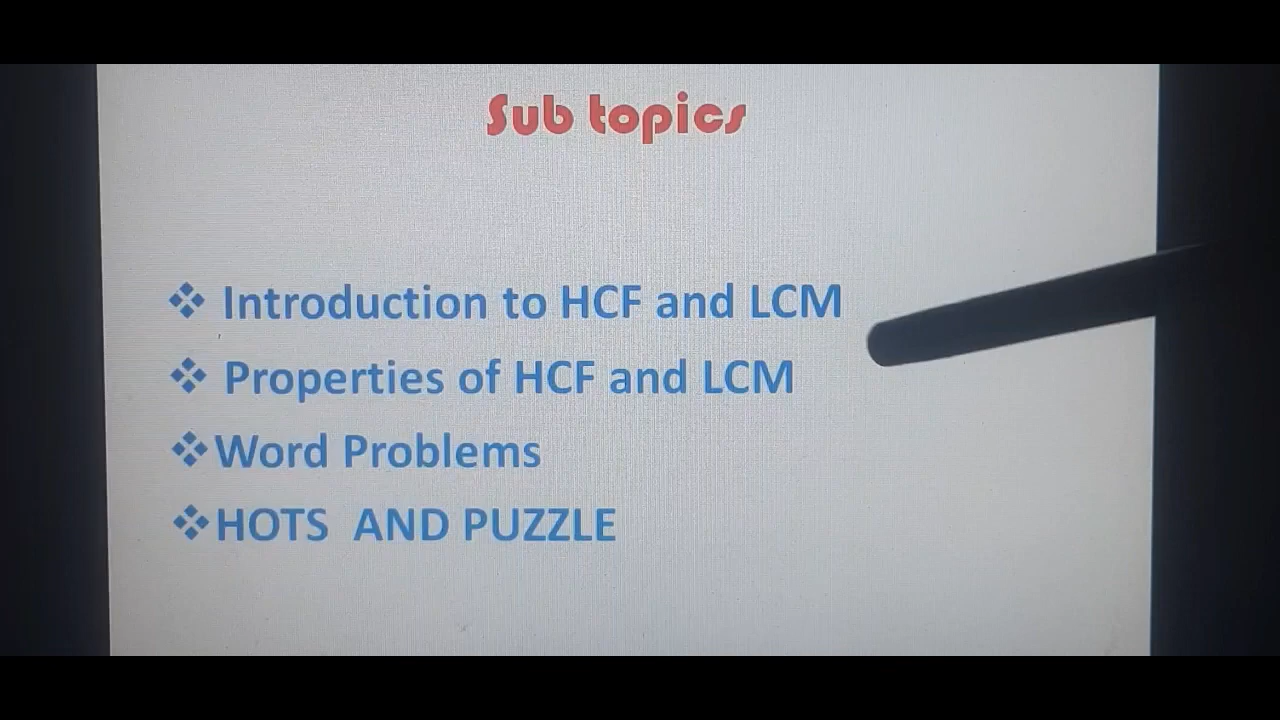 Sub topics
Introduction to HCF and LCM
Properties of HCF and LCM
Word Problems
HOTS AND PUZZLE